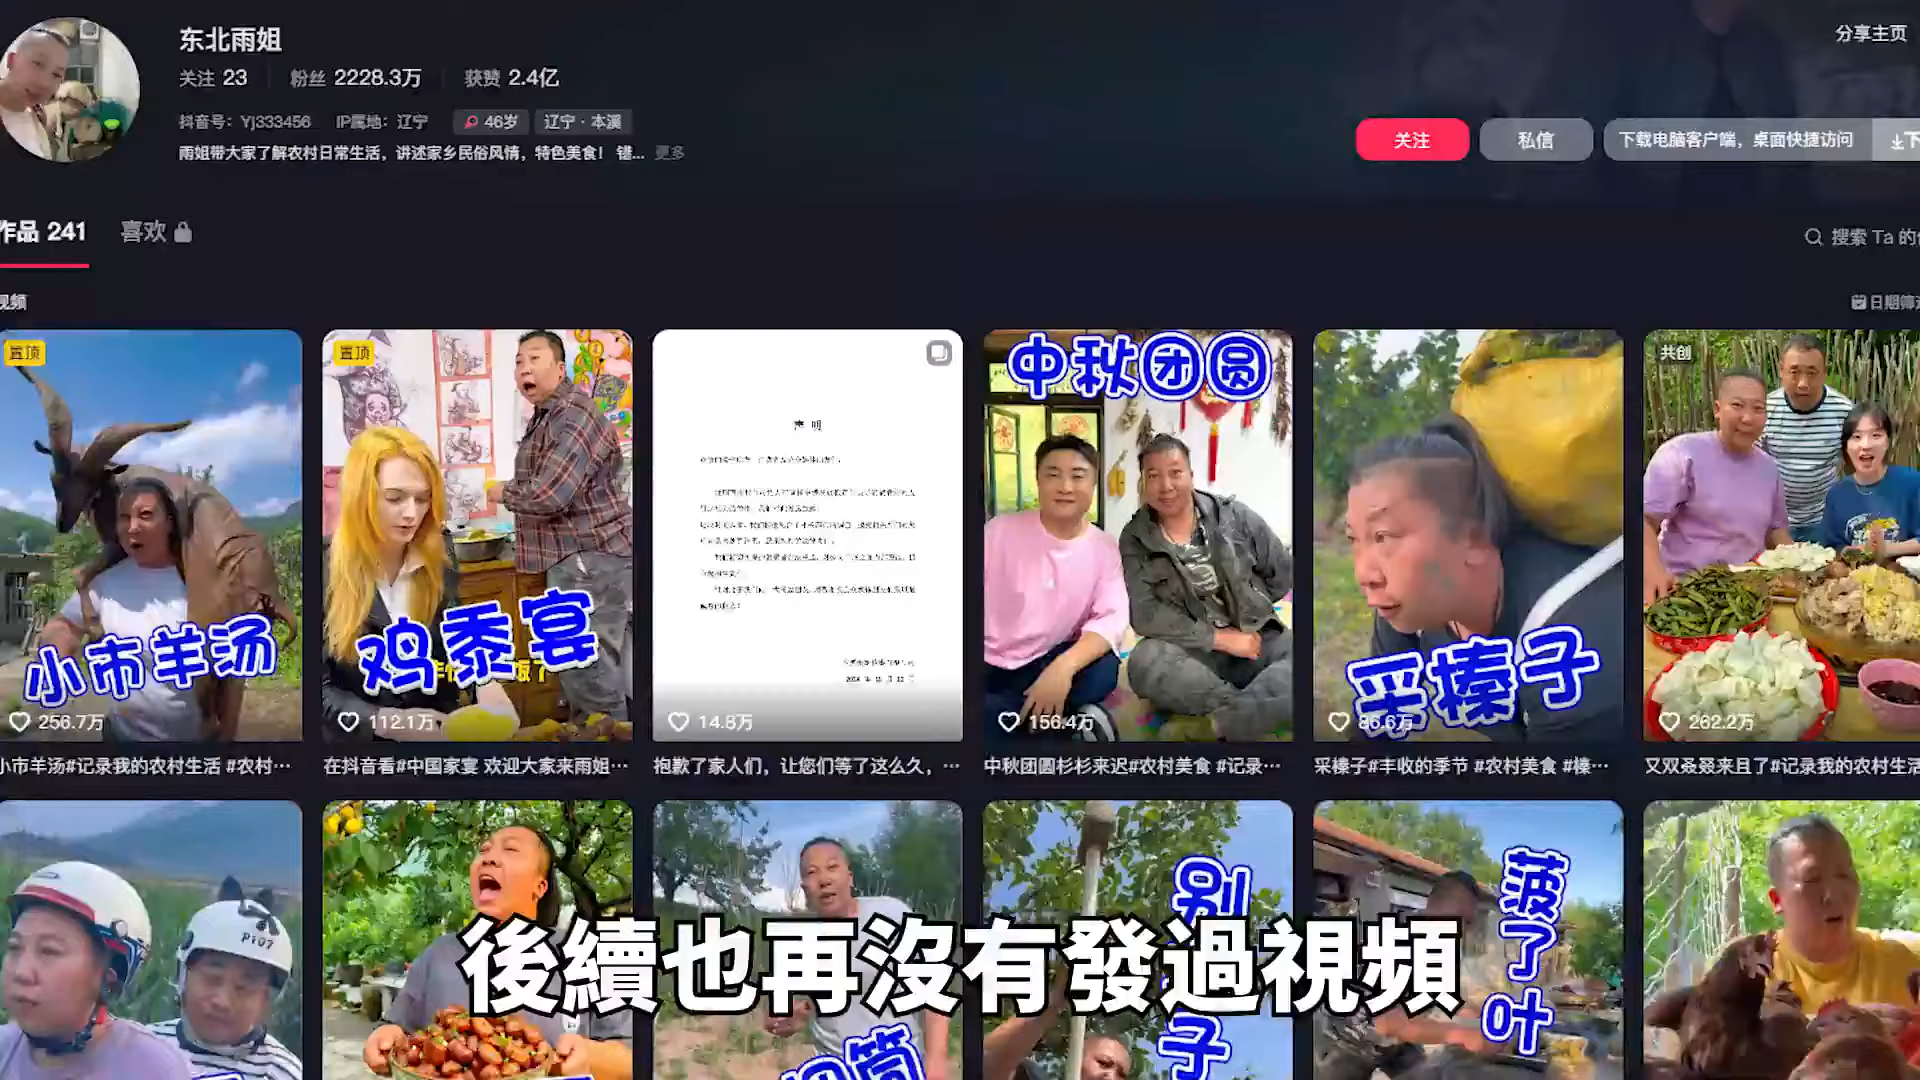 东北雨姐
分享主页
关注 23 粉丝 2228.3万 获赞 2.4亿
抖音号：Yj333456 IP属地：辽宁 46岁 辽宁·本溪
雨姐带大家了解农村日常生活，讲述家乡民俗风情，特色美食！ 错... 更多
关注 私信 下载电脑客户端，桌面快捷访问
作品 241 喜欢
搜索 Ta 的
视频
日期筛
置顶
小市羊汤
256.7万
小市羊汤#记录我的农村生活 #农村…
置顶
鸡黍宴
112.1万
在抖音看#中国家宴 欢迎大家来雨姐…
声 明
14.8万
抱歉了家人们，让您们等了这么久，…
中秋团圆
156.4万
中秋团圆杉杉来迟#农村美食 #记录…
采榛子
86.6万
采榛子#丰收的季节 #农村美食 #榛…
共创
262.2万
又双叒叕来且了#记录我的农村生活
别
子
菠了叶
後續也再沒有發過視頻